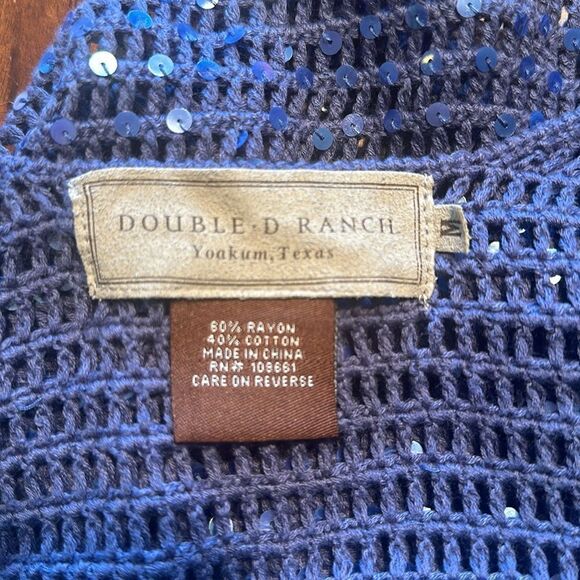 DOUBLE·D RANCH
Yoakum, Texas
M
60% RAYON
40% COTTON
MADE IN CHINA
RN# 109661
CARE ON REVERSE